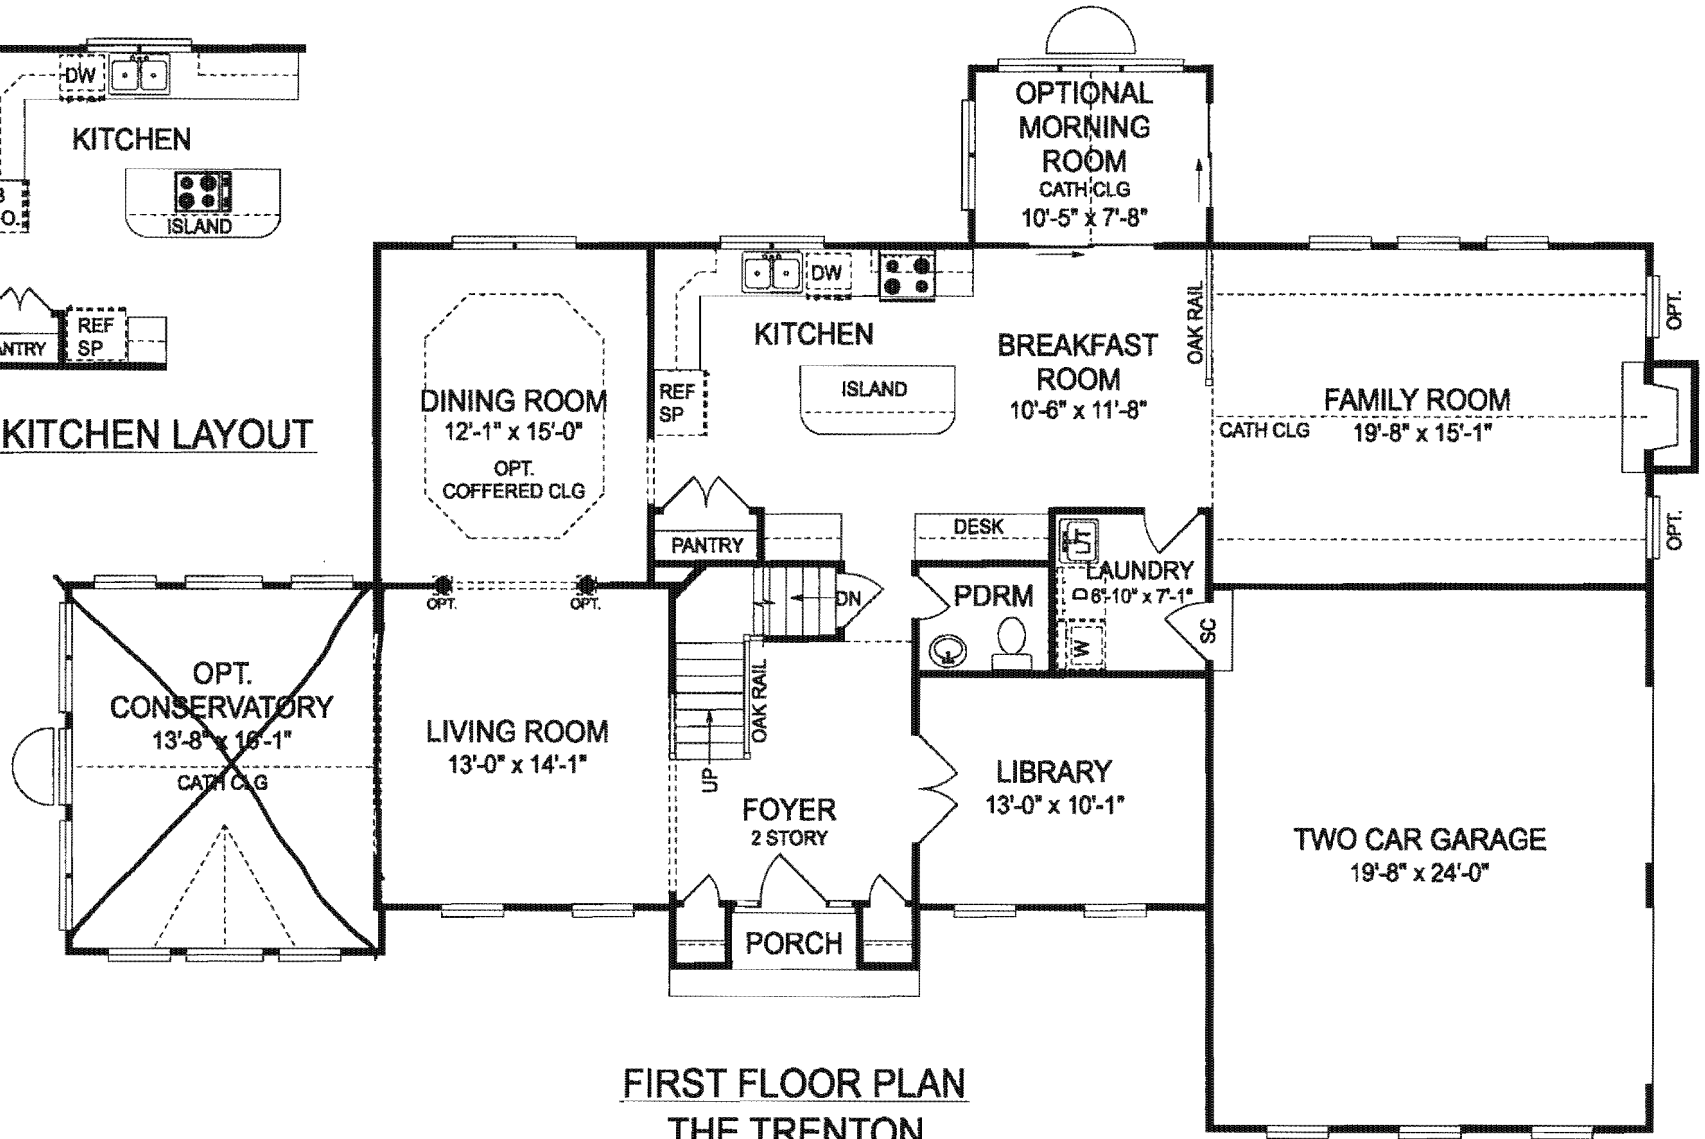 DW
KITCHEN
ISLAND
REF
SP
KITCHEN LAYOUT
OPTIONAL
MORNING
ROOM
CATH CLG
10'-5" x 7'-8"
DW
KITCHEN
ISLAND
REF
SP
PANTRY
BREAKFAST
ROOM
10'-6" x 11'-8"
OAK RAIL
OPT.
FAMILY ROOM
19'-8" x 15'-1"
CATH CLG
OPT.
DINING ROOM
12'-1" x 15'-0"
OPT.
COFFERED CLG
OPT.
OPT.
DESK
L/T
LAUNDRY
D 6'-10" x 7'-1"
W
SC
PDRM
DN
OAK RAIL
UP
OPT.
CONSERVATORY
13'-8" x 16'-1"
CATH CLG
LIVING ROOM
13'-0" x 14'-1"
FOYER
2 STORY
LIBRARY
13'-0" x 10'-1"
TWO CAR GARAGE
19'-8" x 24'-0"
PORCH
FIRST FLOOR PLAN
THE TRENTON